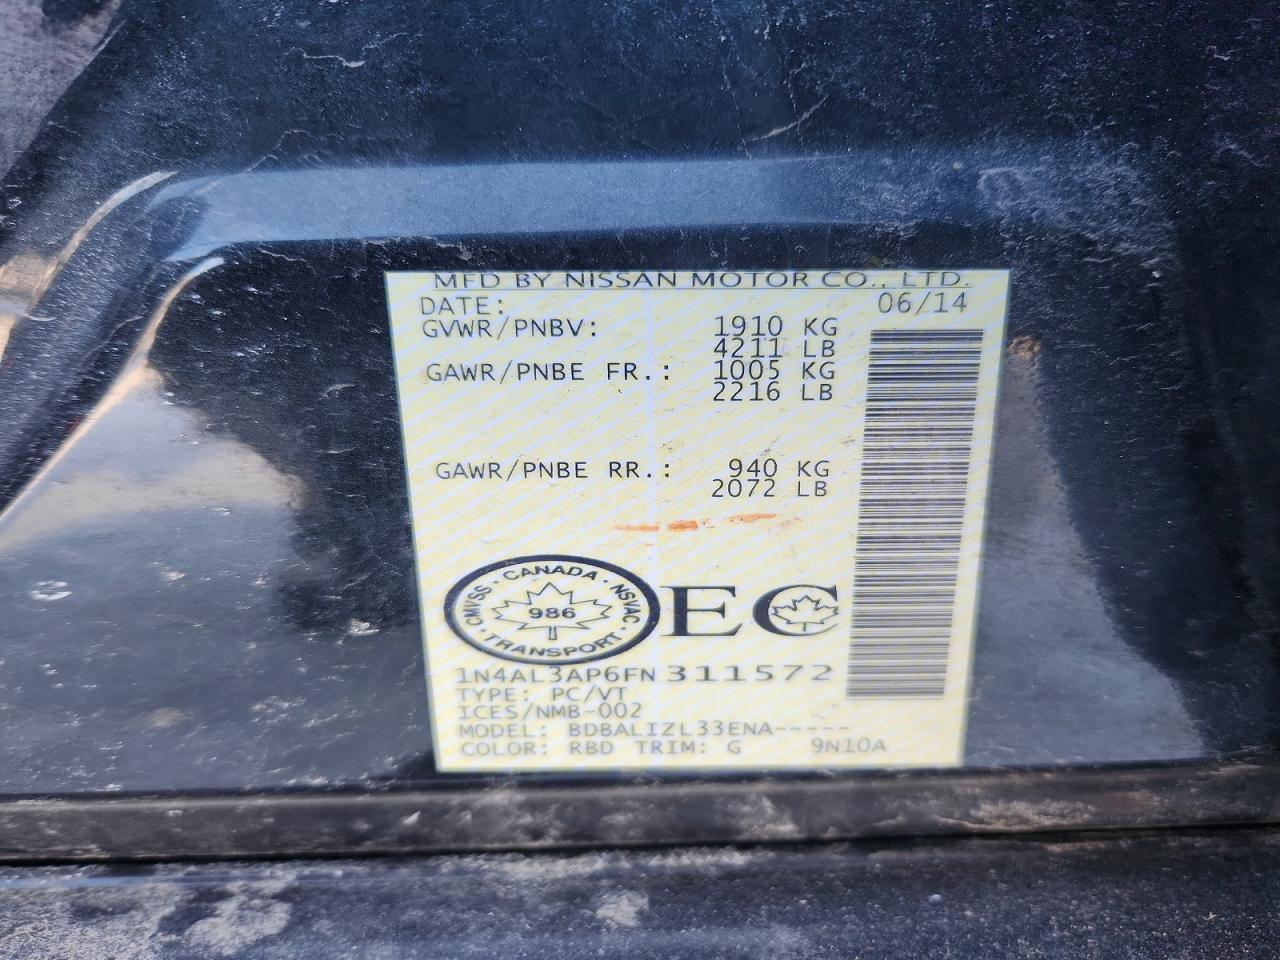 MFD BY NISSAN MOTOR CO., LTD.
DATE: 06/14
GVWR/PNBV: 1910 KG
4211 LB
GAWR/PNBE FR.: 1005 KG
2216 LB
GAWR/PNBE RR.: 940 KG
2072 LB
CMVSS · CANADA · NSVAC · TRANSPORT ·
986
EC
1N4AL3AP6FN311572
TYPE: PC/VT
ICES/NMB-002
MODEL: BDBALIZL33ENA-----
COLOR: RBD TRIM: G 9N10A